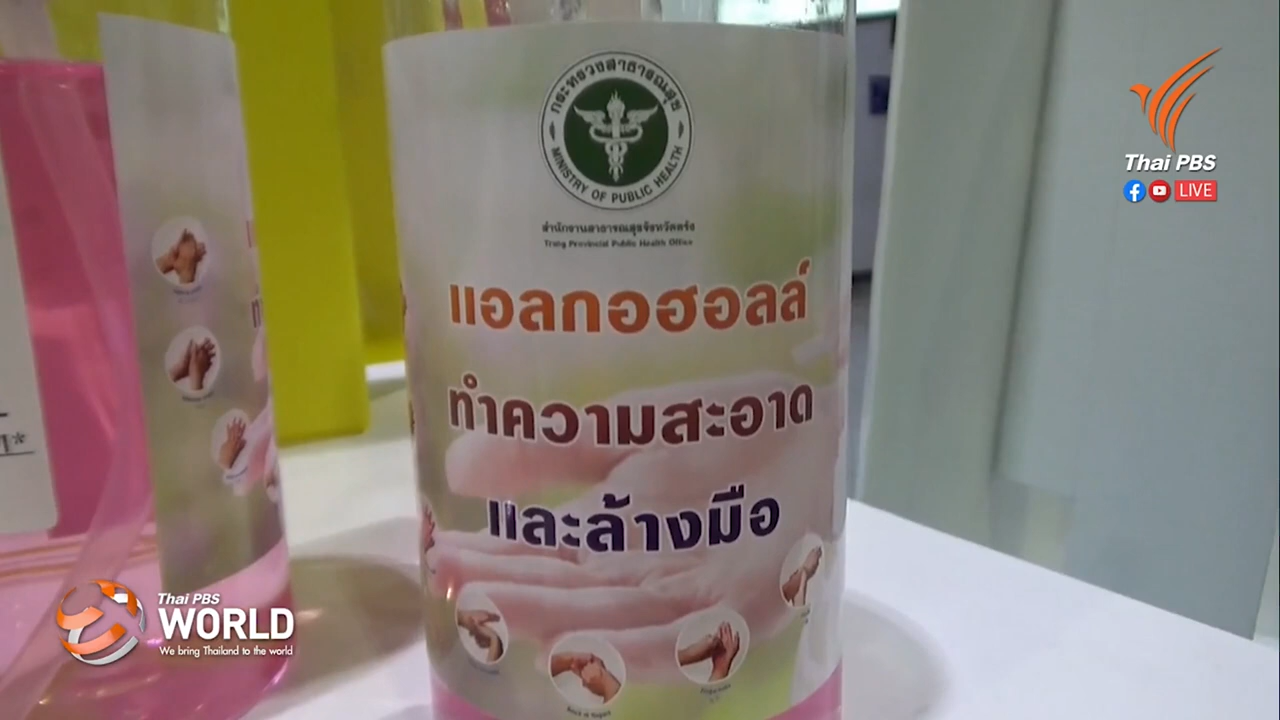 กระทรวงสาธารณสุข
MINISTRY OF PUBLIC HEALTH
สำนักงานสาธารณสุขจังหวัดตรัง
Trang Provincial Public Health Office
แอลกอฮอลล์
ทำความสะอาด
และล้างมือ
Thai PBS
LIVE
Thai PBS
WORLD
We bring Thailand to the world